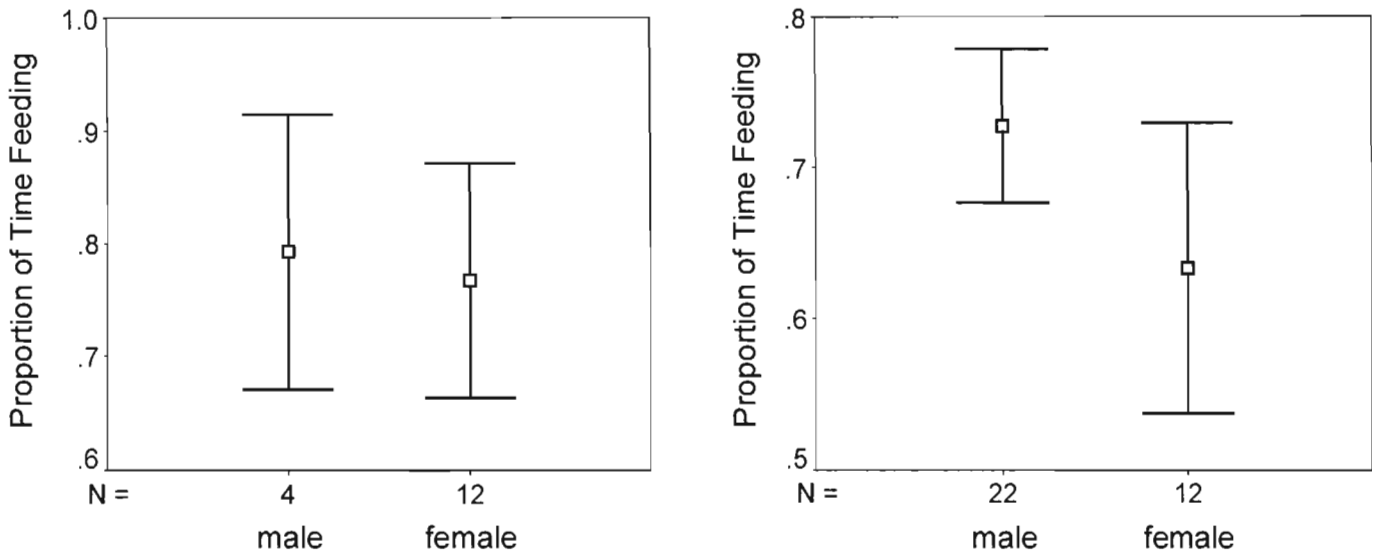 Proportion of Time Feeding
1.0
.9
.8
.7
.6
N = 4 12
male female
Proportion of Time Feeding
.8
.7
.6
.5
N = 22 12
male female